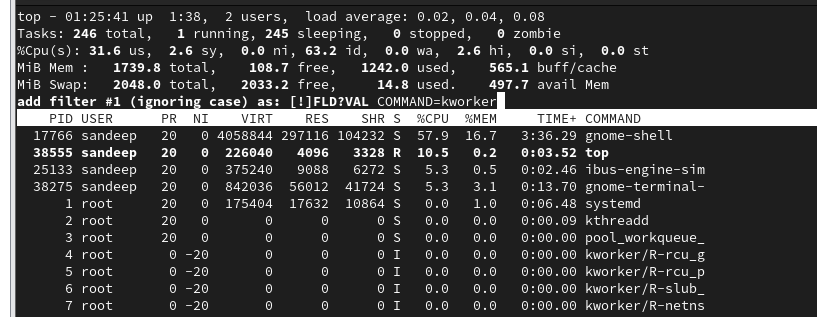 top - 01:25:41 up  1:38,  2 users,  load average: 0.02, 0.04, 0.08
Tasks: 246 total,   1 running, 245 sleeping,   0 stopped,   0 zombie
%Cpu(s): 31.6 us,  2.6 sy,  0.0 ni, 63.2 id,  0.0 wa,  2.6 hi,  0.0 si,  0.0 st
MiB Mem :   1739.8 total,    108.7 free,   1242.0 used,    565.1 buff/cache
MiB Swap:   2048.0 total,   2033.2 free,     14.8 used.    497.7 avail Mem
add filter #1 (ignoring case) as: [!]FLD?VAL COMMAND=kworker
PID USER      PR  NI    VIRT    RES    SHR S  %CPU  %MEM     TIME+ COMMAND
17766 sandeep   20   0 4058844 297116 104232 S  57.9  16.7   3:36.29 gnome-shell
38555 sandeep   20   0  226040   4096   3328 R  10.5   0.2   0:03.52 top
25133 sandeep   20   0  375240   9088   6272 S   5.3   0.5   0:02.46 ibus-engine-sim
38275 sandeep   20   0  842036  56012  41724 S   5.3   3.1   0:13.70 gnome-terminal-
1 root      20   0  175404  17632  10864 S   0.0   1.0   0:06.48 systemd
2 root      20   0       0      0      0 S   0.0   0.0   0:00.09 kthreadd
3 root      20   0       0      0      0 S   0.0   0.0   0:00.00 pool_workqueue_
4 root       0 -20       0      0      0 I   0.0   0.0   0:00.00 kworker/R-rcu_g
5 root       0 -20       0      0      0 I   0.0   0.0   0:00.00 kworker/R-rcu_p
6 root       0 -20       0      0      0 I   0.0   0.0   0:00.00 kworker/R-slub_
7 root       0 -20       0      0      0 I   0.0   0.0   0:00.00 kworker/R-netns